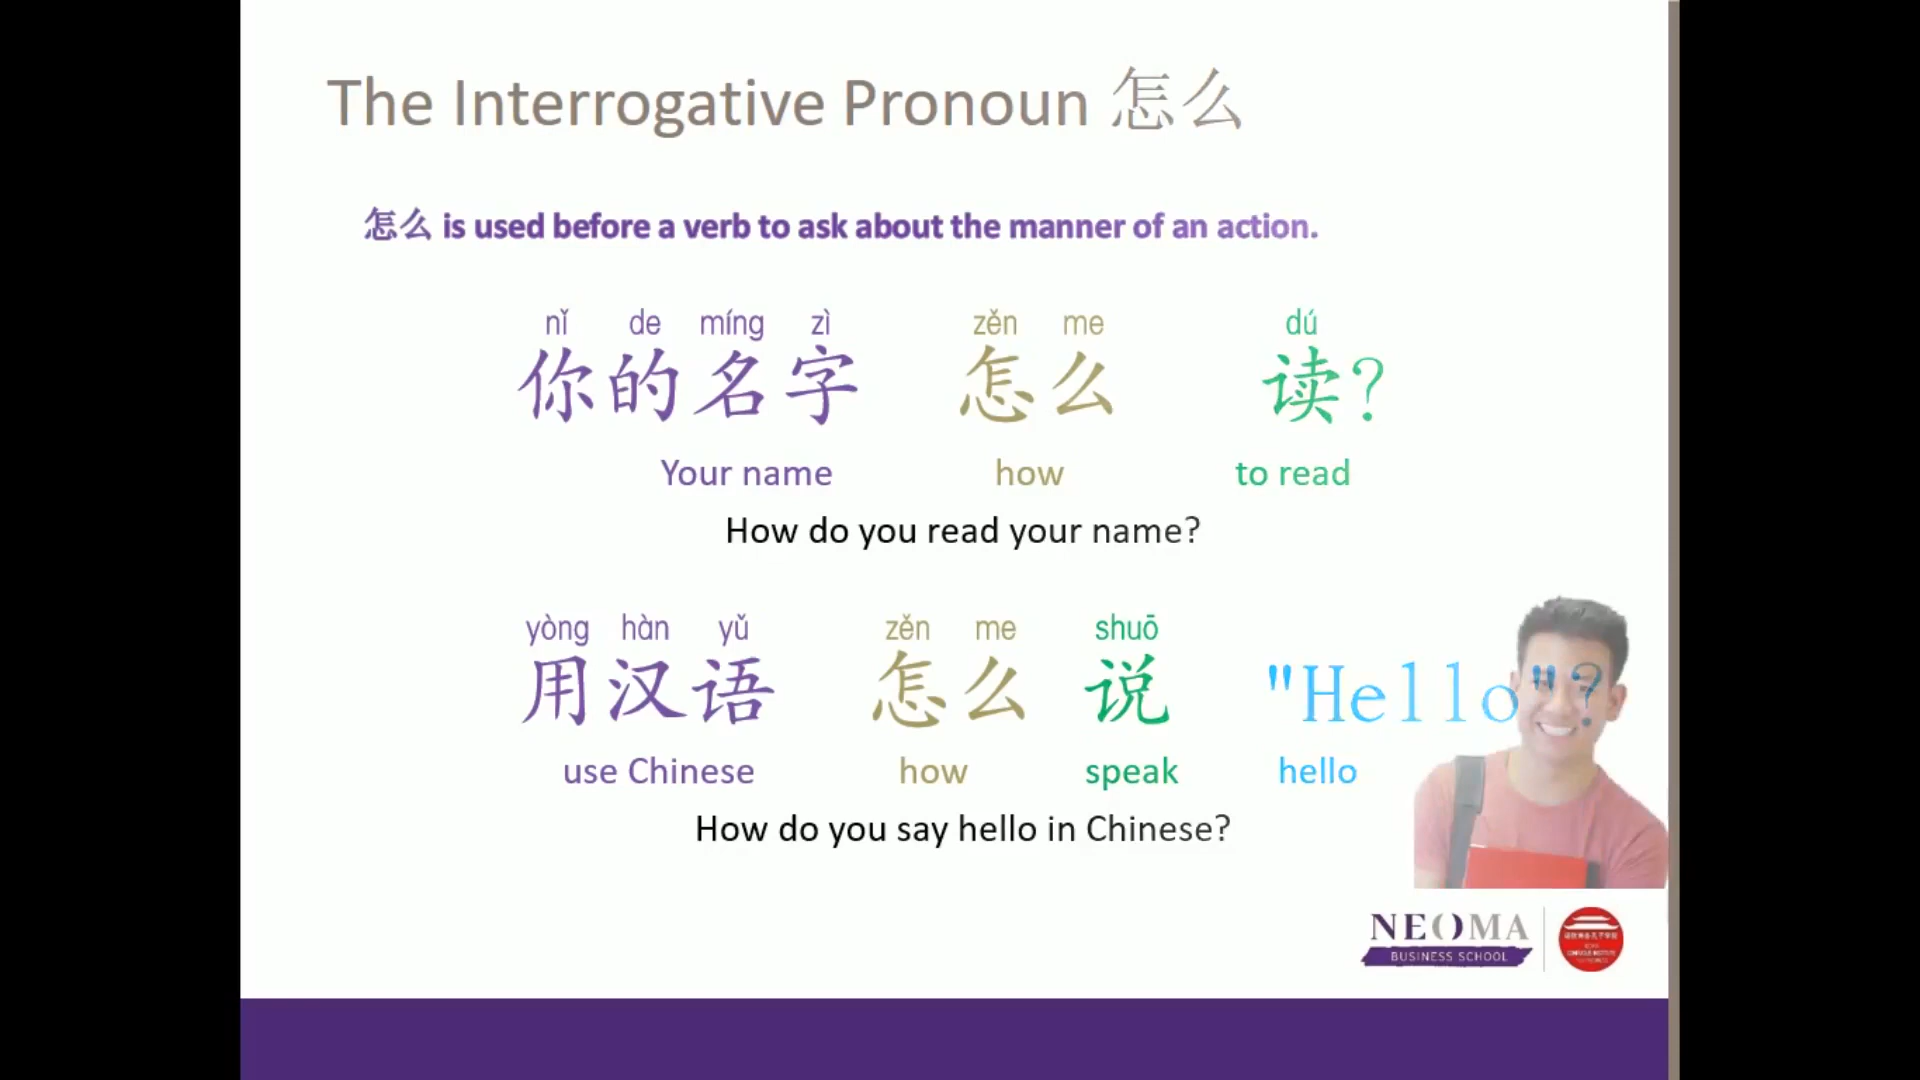 The Interrogative Pronoun 怎么
怎么 is used before a verb to ask about the manner of an action.
nǐ de míng zì zěn me dú
你的名字 怎么 读?
Your name how to read
How do you read your name?
yòng hàn yǔ zěn me shuō
用汉语 怎么 说 "Hello"?
use Chinese how speak hello
How do you say hello in Chinese?
NEOMA
BUSINESS SCHOOL